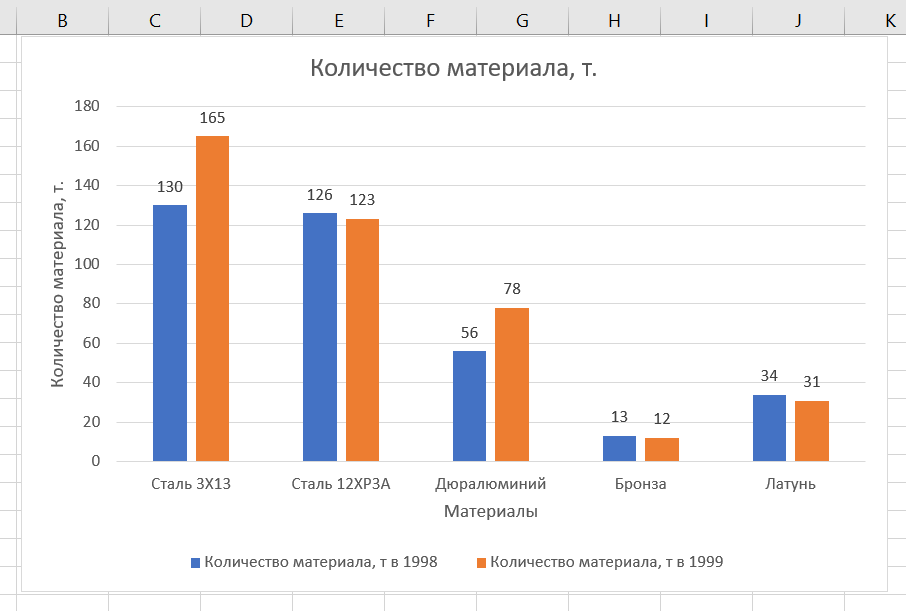 B C D E F G H I J K
Количество материала, т.
180
160
140
120
100
80
60
40
20
0
Количество материала, т.
130 165
126 123
56 78
13 12
34 31
Сталь 3Х13 Сталь 12ХР3А Дюралюминий Бронза Латунь
Материалы
Количество материала, т в 1998 Количество материала, т в 1999